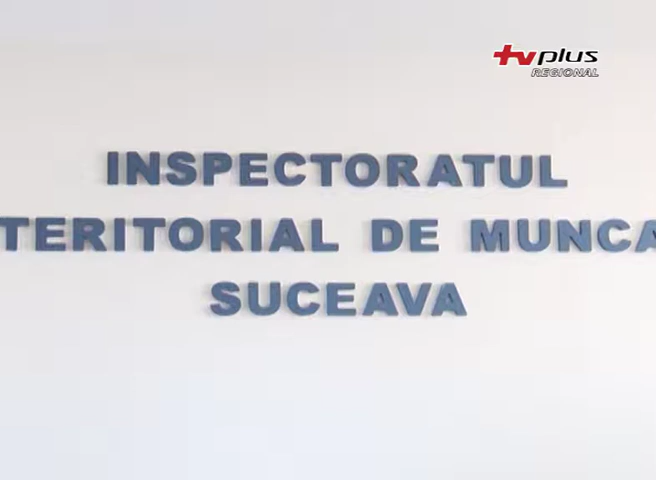 tvplus
REGIONAL
INSPECTORATUL
TERITORIAL DE MUNCA
SUCEAVA